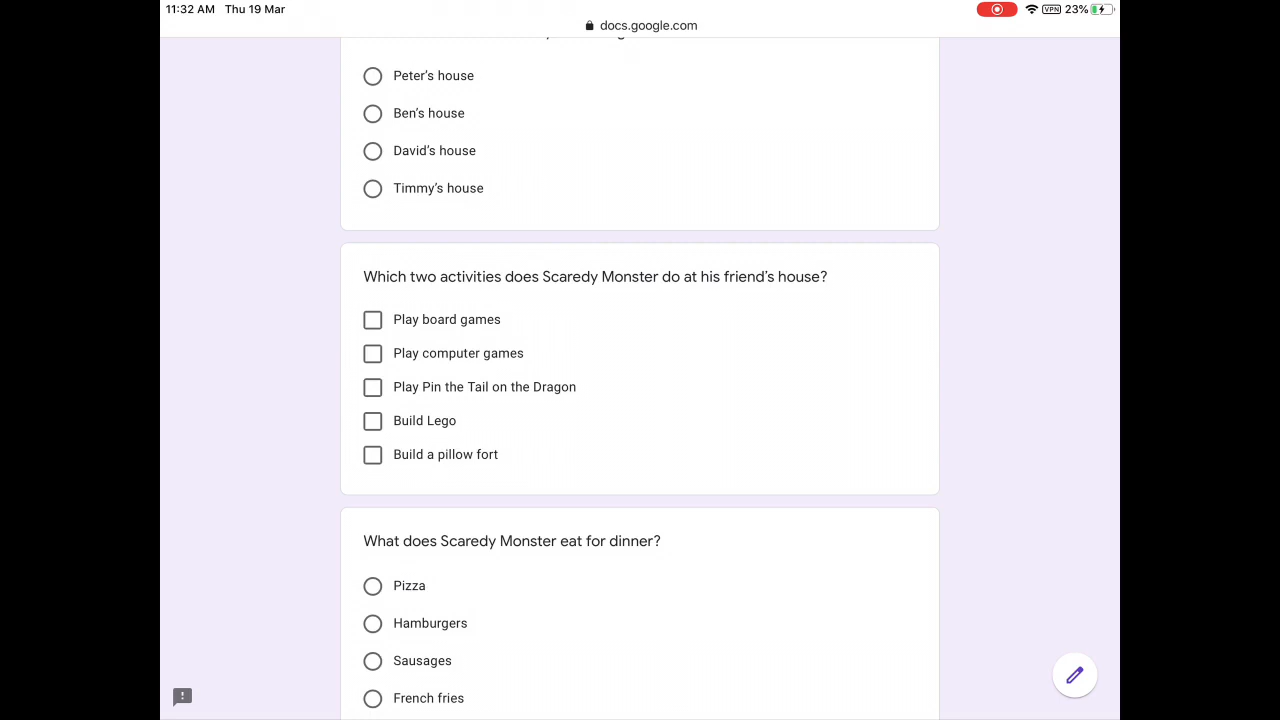 11:32 AM Thu 19 Mar
VPN 23%
docs.google.com
Peter’s house
Ben’s house
David’s house
Timmy’s house
Which two activities does Scaredy Monster do at his friend’s house?
Play board games
Play computer games
Play Pin the Tail on the Dragon
Build Lego
Build a pillow fort
What does Scaredy Monster eat for dinner?
Pizza
Hamburgers
Sausages
French fries